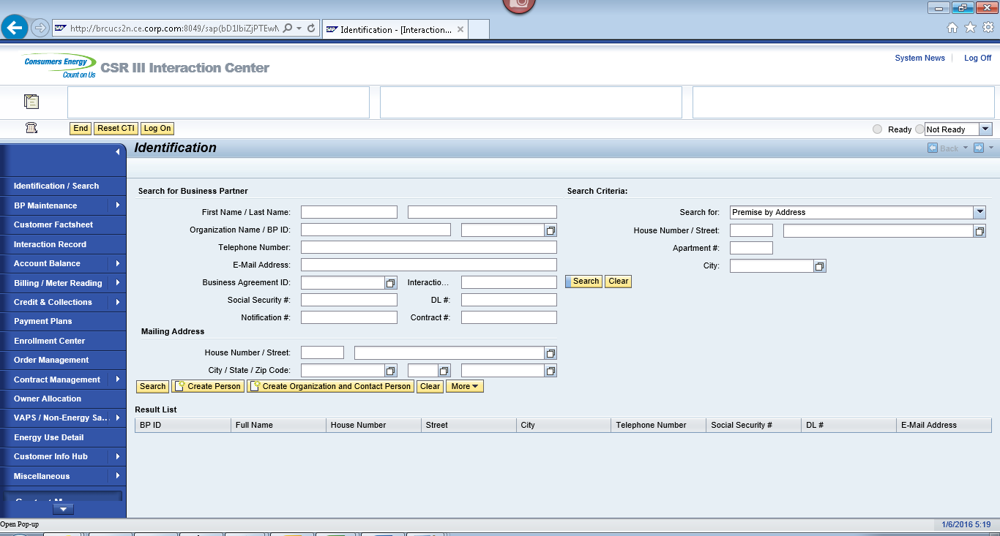 http://brcucs2n.ce.corp.com:8049/sap(bD1lbiZjPTEwN
Identification - [Interaction...
System News
Log Off
Consumers Energy
Count on Us
CSR III Interaction Center
End
Reset CTI
Log On
Ready
Not Ready
Identification
Back
Identification / Search
BP Maintenance
Customer Factsheet
Interaction Record
Account Balance
Billing / Meter Reading
Credit & Collections
Payment Plans
Enrollment Center
Order Management
Contract Management
Owner Allocation
VAPS / Non-Energy Sa...
Energy Use Detail
Customer Info Hub
Miscellaneous
Search for Business Partner
First Name / Last Name:
Organization Name / BP ID:
Telephone Number:
E-Mail Address:
Business Agreement ID:
Interactio...
Social Security #:
DL #:
Notification #:
Contract #:
Mailing Address
House Number / Street:
City / State / Zip Code:
Search
Create Person
Create Organization and Contact Person
Clear
More
Search Criteria:
Search for:
Premise by Address
House Number / Street:
Apartment #:
City:
Search
Clear
Result List
BP ID
Full Name
House Number
Street
City
Telephone Number
Social Security #
DL #
E-Mail Address
Open Pop-up
1/6/2016 5:19